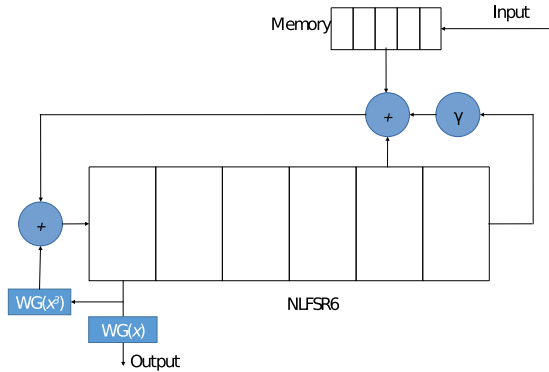 Input
Memory
+
γ
+
WG(x³)
NLFSR6
WG(x)
Output